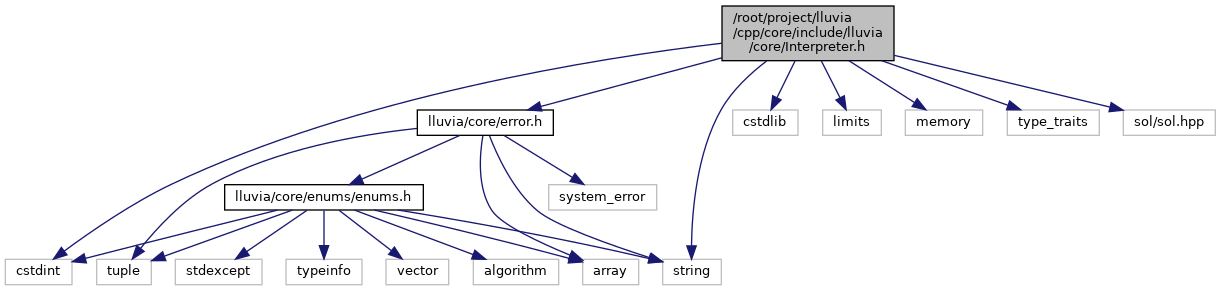 /root/project/lluvia
/cpp/core/include/lluvia
/core/Interpreter.h
lluvia/core/error.h
cstdlib
limits
memory
type_traits
sol/sol.hpp
lluvia/core/enums/enums.h
system_error
cstdint
tuple
stdexcept
typeinfo
vector
algorithm
array
string